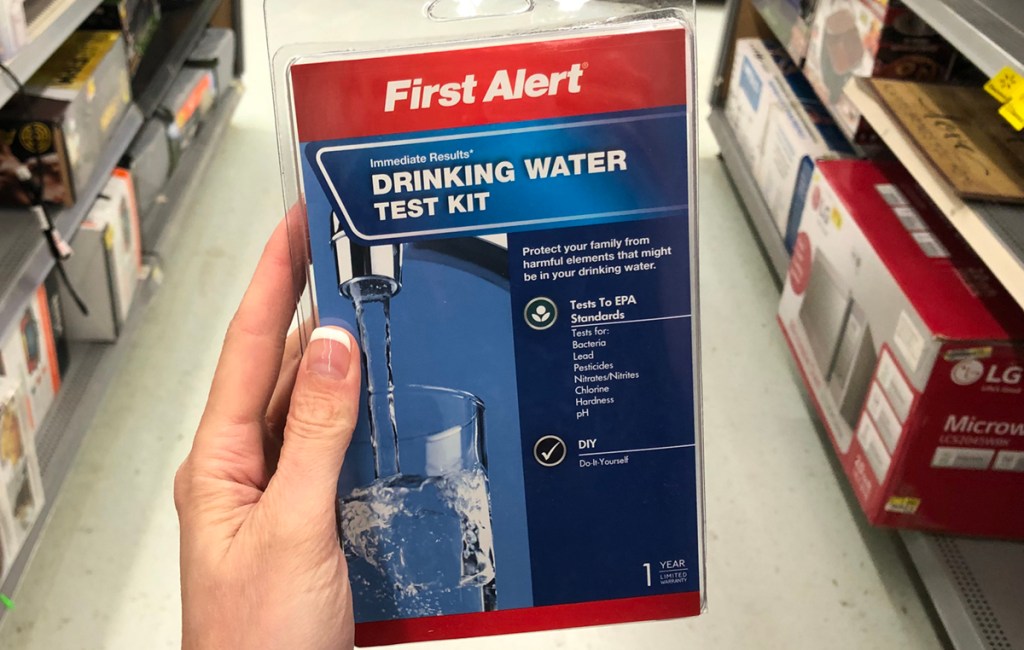 First Alert
Immediate Results*
DRINKING WATER
TEST KIT
Protect your family from
harmful elements that might
be in your drinking water.
Tests To EPA
Standards
Tests for:
Bacteria
Lead
Pesticides
Nitrates/Nitrites
Chlorine
Hardness
pH
DIY
Do-It-Yourself
1 YEAR
LIMITED
WARRANTY
LG
Microw